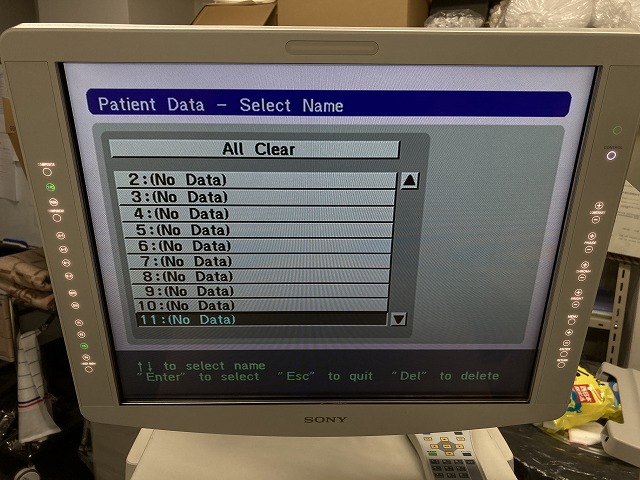 Patient Data – Select Name
All Clear
2:(No Data)
3:(No Data)
4:(No Data)
5:(No Data)
6:(No Data)
7:(No Data)
8:(No Data)
9:(No Data)
10:(No Data)
11:(No Data)
↑↓ to select name
"Enter" to select "Esc" to quit "Del" to delete
SONY